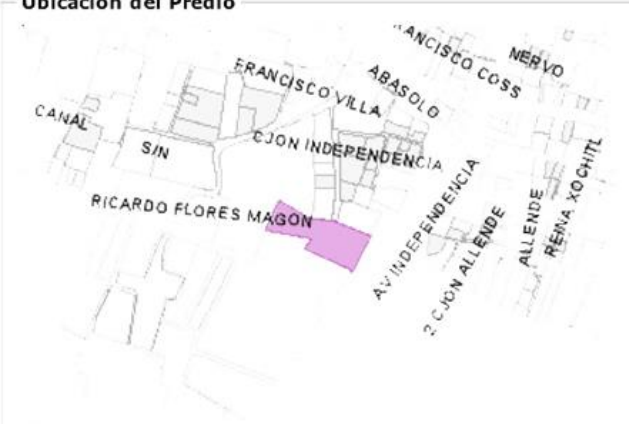 Ubicación del Predio
FRANCISCO COSS
NERVO
FRANCISCO VILLA
ABASOLO
CANAL
S/N
CJON INDEPENDENCIA
RICARDO FLORES MAGON
AV INDEPENDENCIA
2 CJON ALLENDE
ALLENDE
REINA XOCHITL